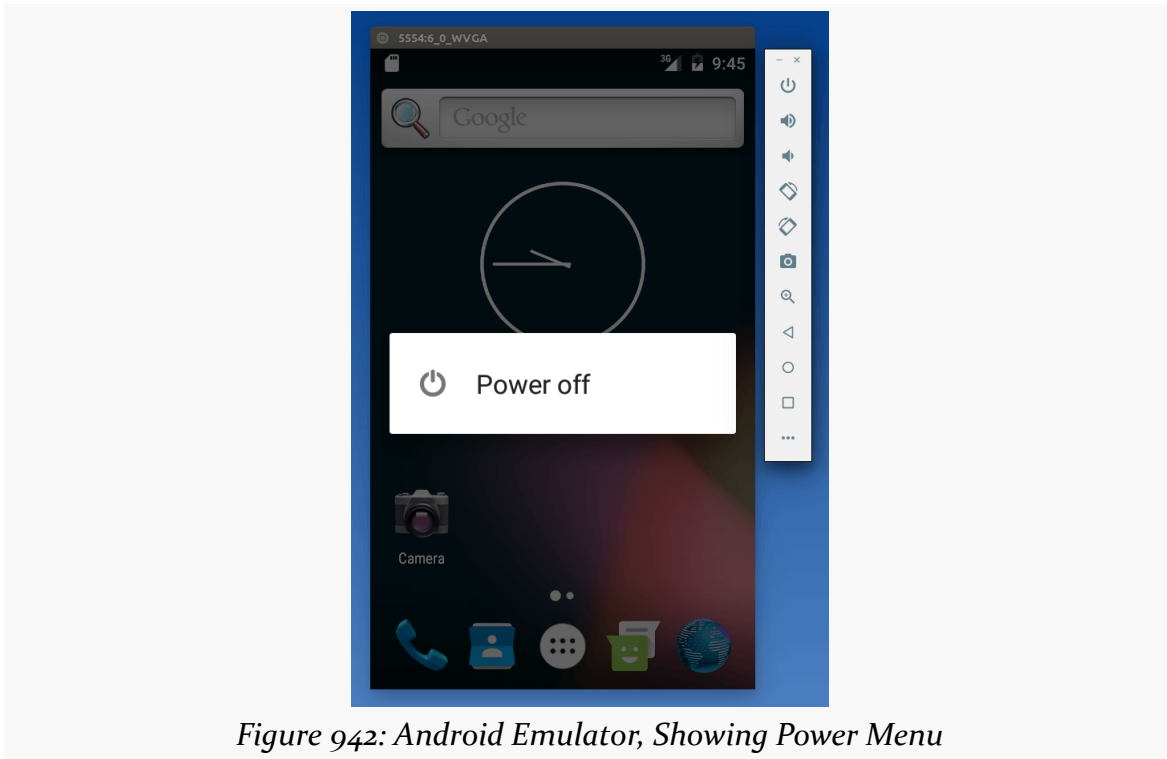 5554:6_0_WVGA
3G 9:45
Google
Power off
Camera
Figure 942: Android Emulator, Showing Power Menu